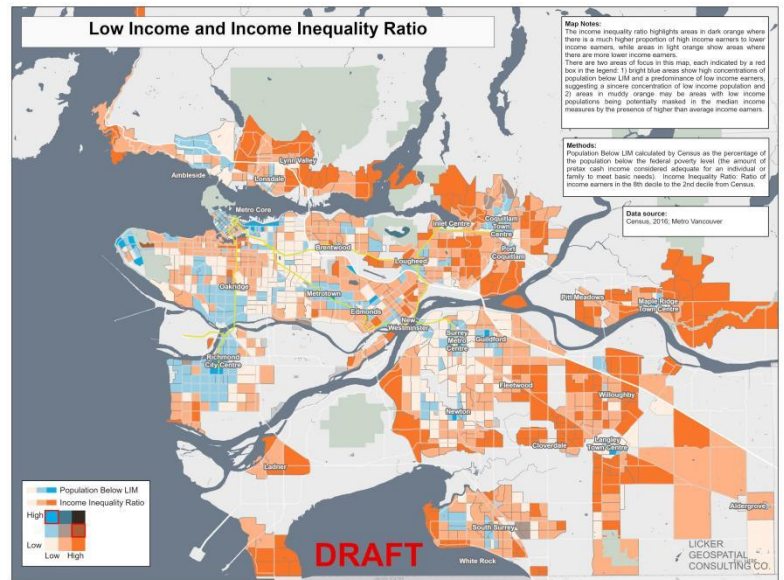 Low Income and Income Inequality Ratio
Map Notes:
The income inequality ratio highlights areas in dark orange where
there is a much higher proportion of high income earners to lower
income earners, while areas in light orange show areas where
there are more lower income earners.
There are two areas of focus in this map, each indicated by a red
box in the legend: 1) bright blue areas show high concentrations of
population below LIM and a predominance of low income earners,
suggesting a sincere concentration of low income population and
2) areas in muddy orange may be areas with low income
populations being potentially masked in the median income
measures by the presence of higher than average income earners.
Methods:
Population Below LIM calculated by Census as the percentage of
the population below the federal poverty level (the amount of
pretax cash income considered adequate for an individual or
family to meet basic needs). Income Inequality Ratio: Ratio of
income earners in the 8th decile to the 2nd decile from Census.
Data source:
Census, 2016; Metro Vancouver
Lynn Valley
Ambleside
Lonsdale
Metro Core
Inlet Centre
Coquitlam
Town
Centre
Brentwood
Port
Coquitlam
Lougheed
Oakridge
Metrotown
Edmonds
New
Westminster
Pitt Meadows
Maple Ridge
Town Centre
Surrey
Metro
Centre
Guildford
Richmond
City Centre
Fleetwood
Willoughby
Newton
Cloverdale
Langley
Town Centre
Ladner
Aldergrove
South Surrey
White Rock
Population Below LIM
Income Inequality Ratio
High
Low
Low High
DRAFT
LICKER
GEOSPATIAL
CONSULTING CO.